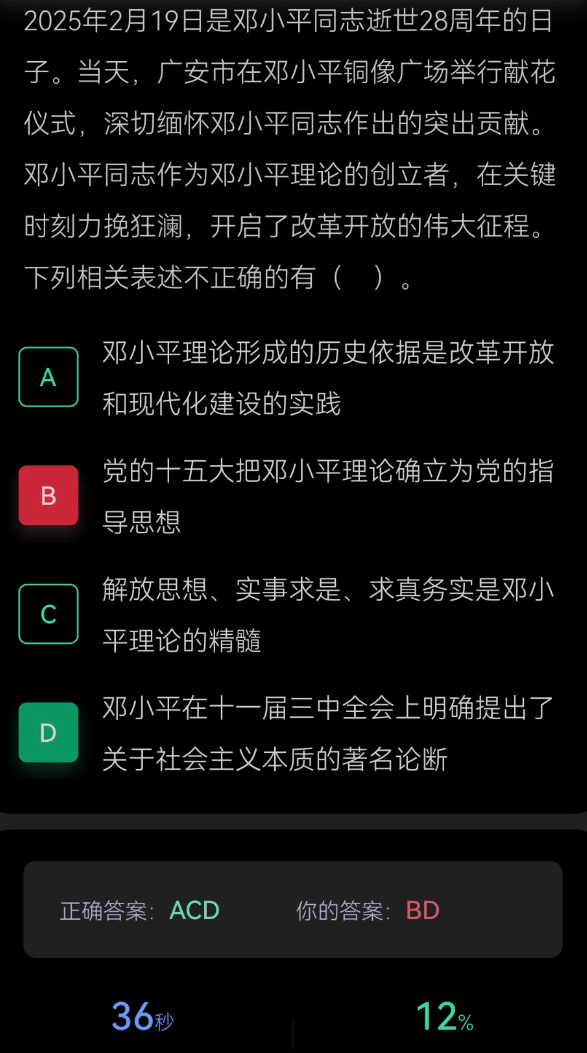 2025年2月19日是邓小平同志逝世28周年的日
子。当天，广安市在邓小平铜像广场举行献花
仪式，深切缅怀邓小平同志作出的突出贡献。
邓小平同志作为邓小平理论的创立者，在关键
时刻力挽狂澜，开启了改革开放的伟大征程。
下列相关表述不正确的有（　）。
A
邓小平理论形成的历史依据是改革开放
和现代化建设的实践
B
党的十五大把邓小平理论确立为党的指
导思想
C
解放思想、实事求是、求真务实是邓小
平理论的精髓
D
邓小平在十一届三中全会上明确提出了
关于社会主义本质的著名论断
正确答案：ACD 你的答案：BD
36秒 12%